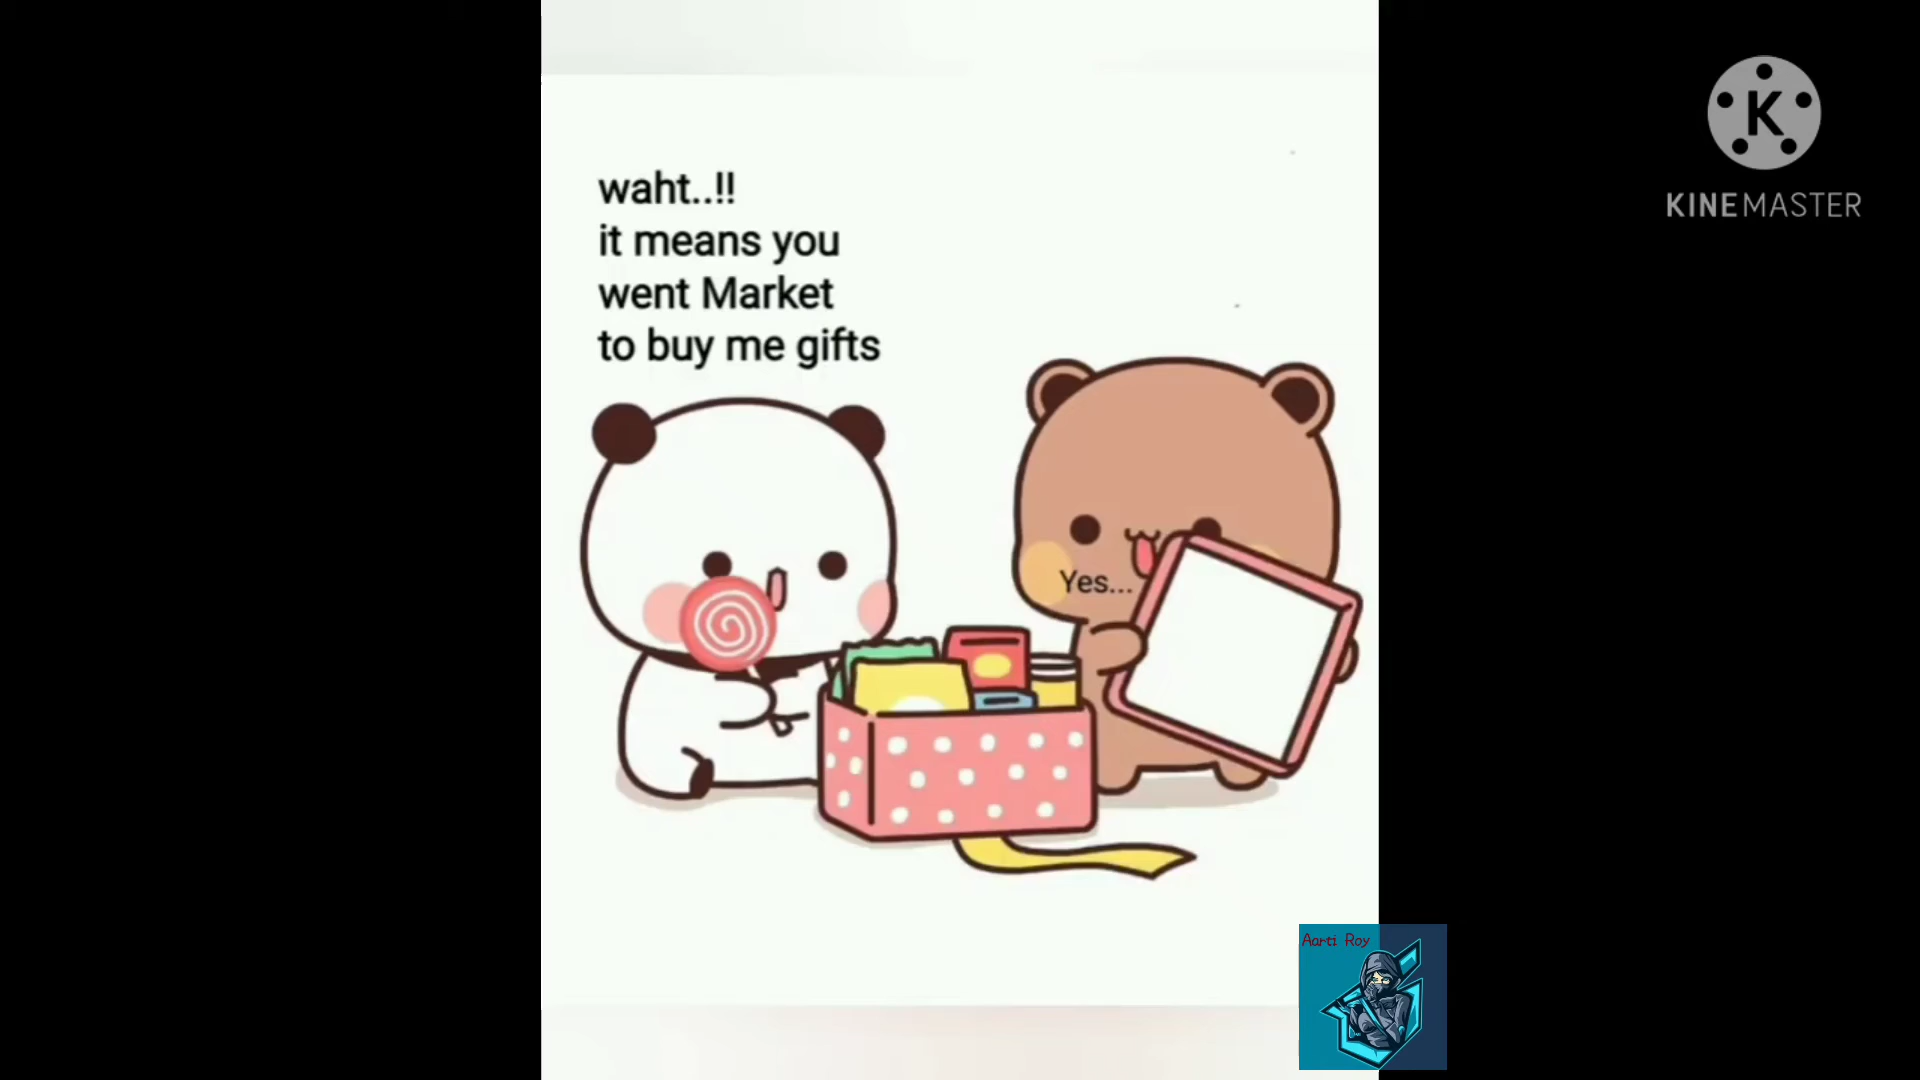 waht..!!
it means you
went Market
to buy me gifts
Yes...
K
KINEMASTER
Aarti Roy